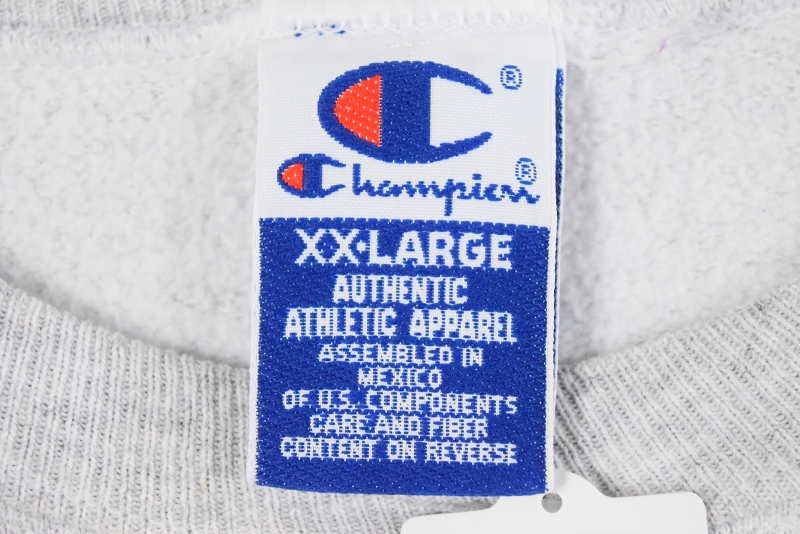 C®
Champion®
XX-LARGE
AUTHENTIC
ATHLETIC APPAREL
ASSEMBLED IN
MEXICO
OF U.S. COMPONENTS
CARE AND FIBER
CONTENT ON REVERSE